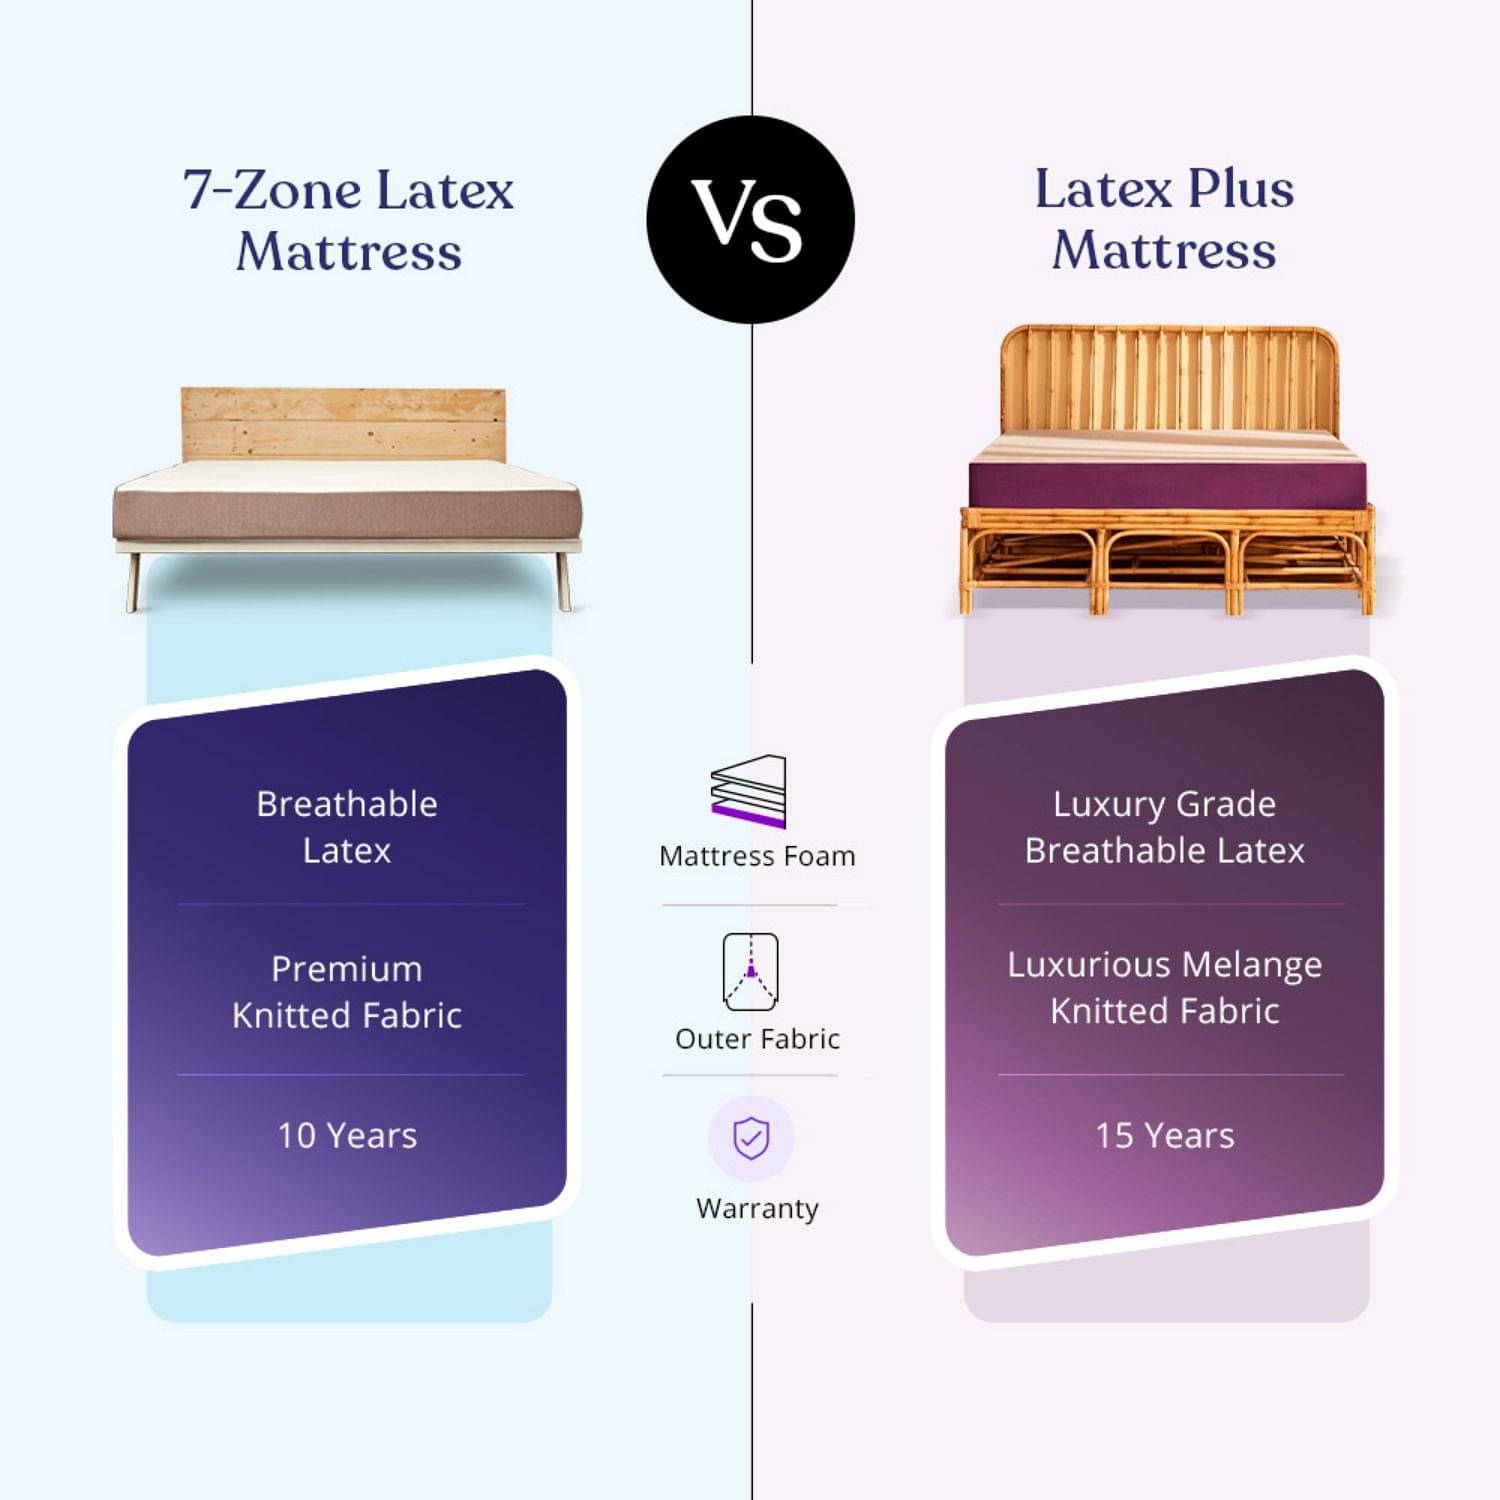 7-Zone Latex
Mattress
VS
Latex Plus
Mattress
Breathable
Latex
Mattress Foam
Luxury Grade
Breathable Latex
Premium
Knitted Fabric
Outer Fabric
Luxurious Melange
Knitted Fabric
10 Years
Warranty
15 Years